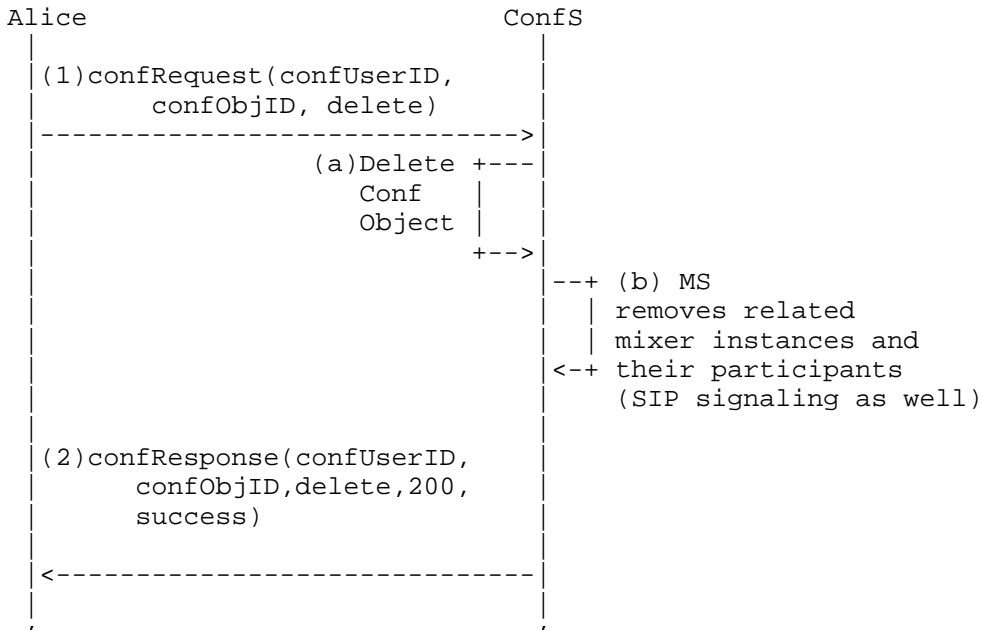 Alice ConfS
(1)confRequest(confUserID,
confObjID, delete)
(a)Delete
Conf
Object
(b) MS
removes related
mixer instances and
their participants
(SIP signaling as well)
(2)confResponse(confUserID,
confObjID,delete,200,
success)